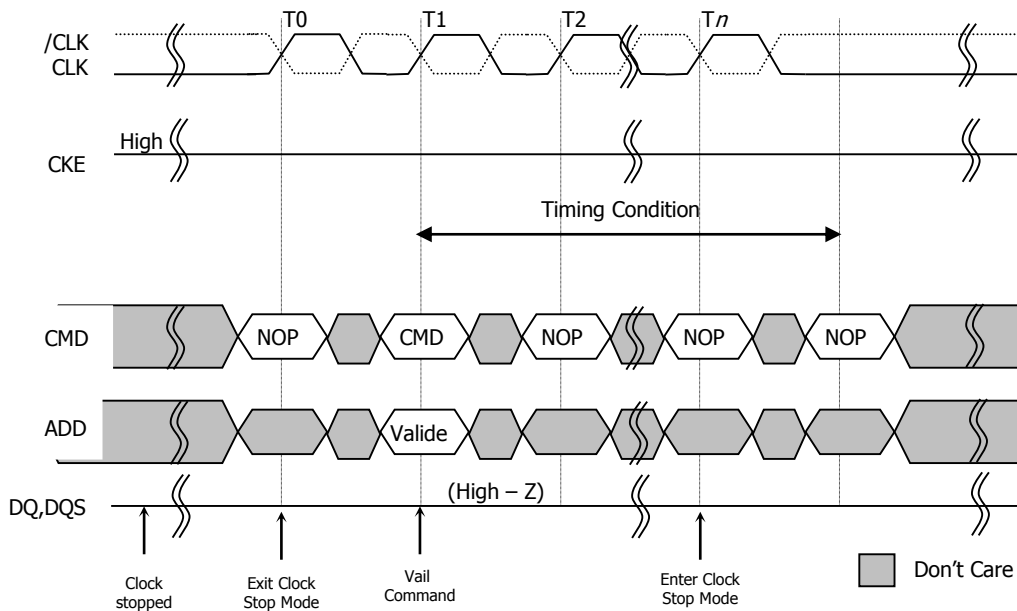 T0 T1 T2 Tn
/CLK
CLK
High
CKE
Timing Condition
CMD NOP CMD NOP NOP NOP
ADD Valide
(High – Z)
DQ,DQS
Clock
stopped
Exit Clock
Stop Mode
Vail
Command
Enter Clock
Stop Mode
Don't Care